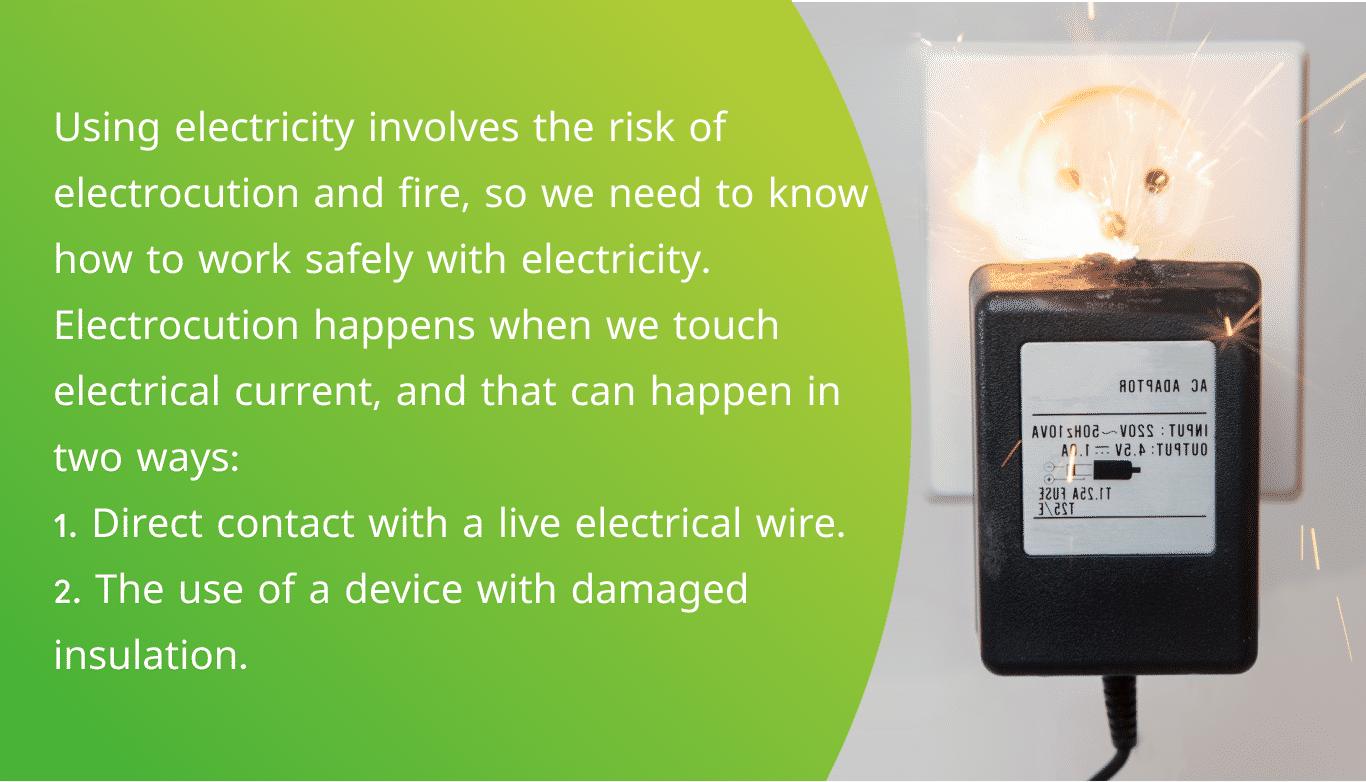 Using electricity involves the risk of
electrocution and fire, so we need to know
how to work safely with electricity.
Electrocution happens when we touch
electrical current, and that can happen in
two ways:
1. Direct contact with a live electrical wire.
2. The use of a device with damaged
insulation.
AC ADAPTOR
INPUT: 220V~50Hz10VA
OUTPUT: 4.5V⎓1.0A
T1.25A FUSE
T25/E